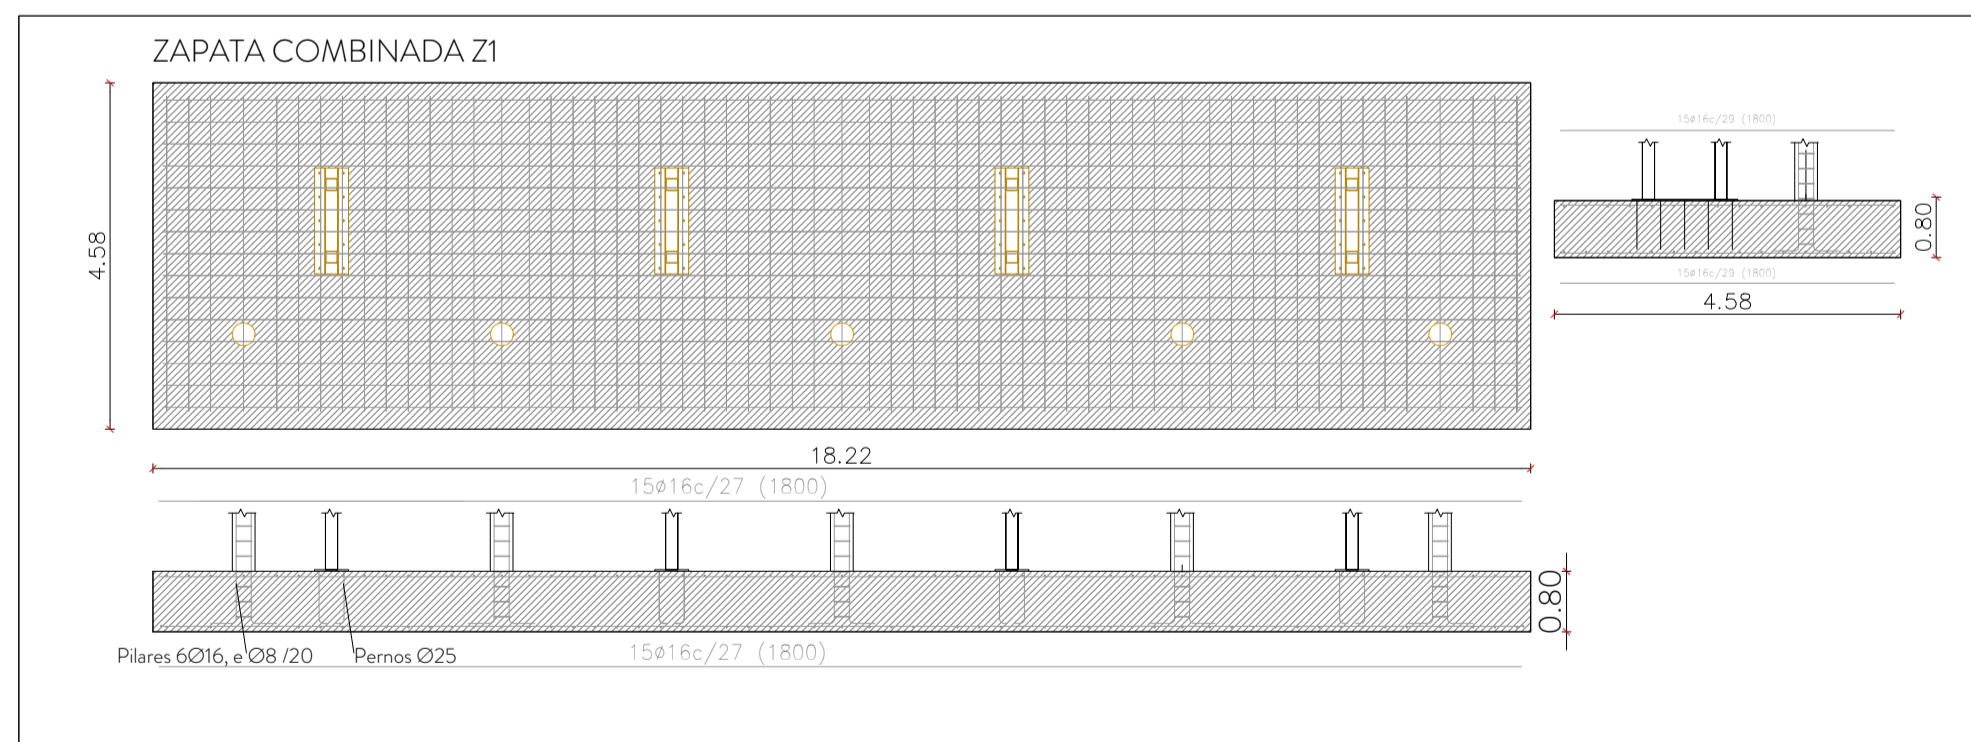 ZAPATA COMBINADA Z1
4.58
15ø16c/29 (1800)
0.80
15ø16c/29 (1800)
4.58
18.22
15ø16c/27 (1800)
0.80
Pilares 6Ø16, e Ø8 /20
Pernos Ø25
15ø16c/27 (1800)